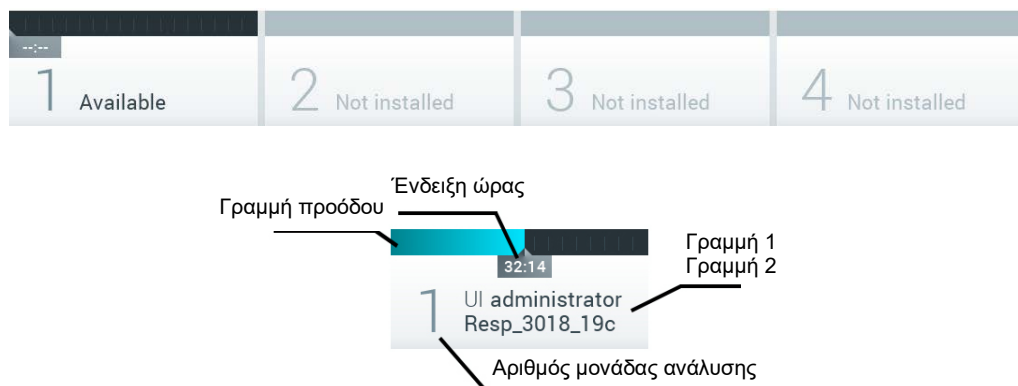 --:--
1 Available
2 Not installed
3 Not installed
4 Not installed
Ένδειξη ώρας
Γραμμή προόδου
Γραμμή 1
Γραμμή 2
32:14
1 UI administrator
Resp_3018_19c
Αριθμός μονάδας ανάλυσης